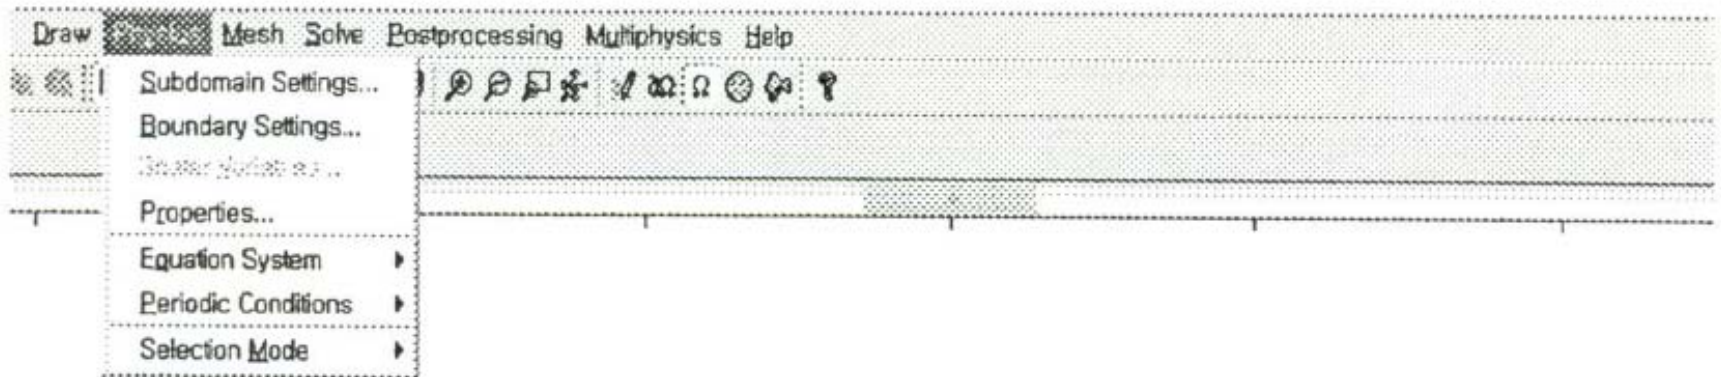 Draw Mesh Solve Postprocessing Multiphysics Help
Subdomain Settings...
Boundary Settings...
Properties...
Equation System
Periodic Conditions
Selection Mode